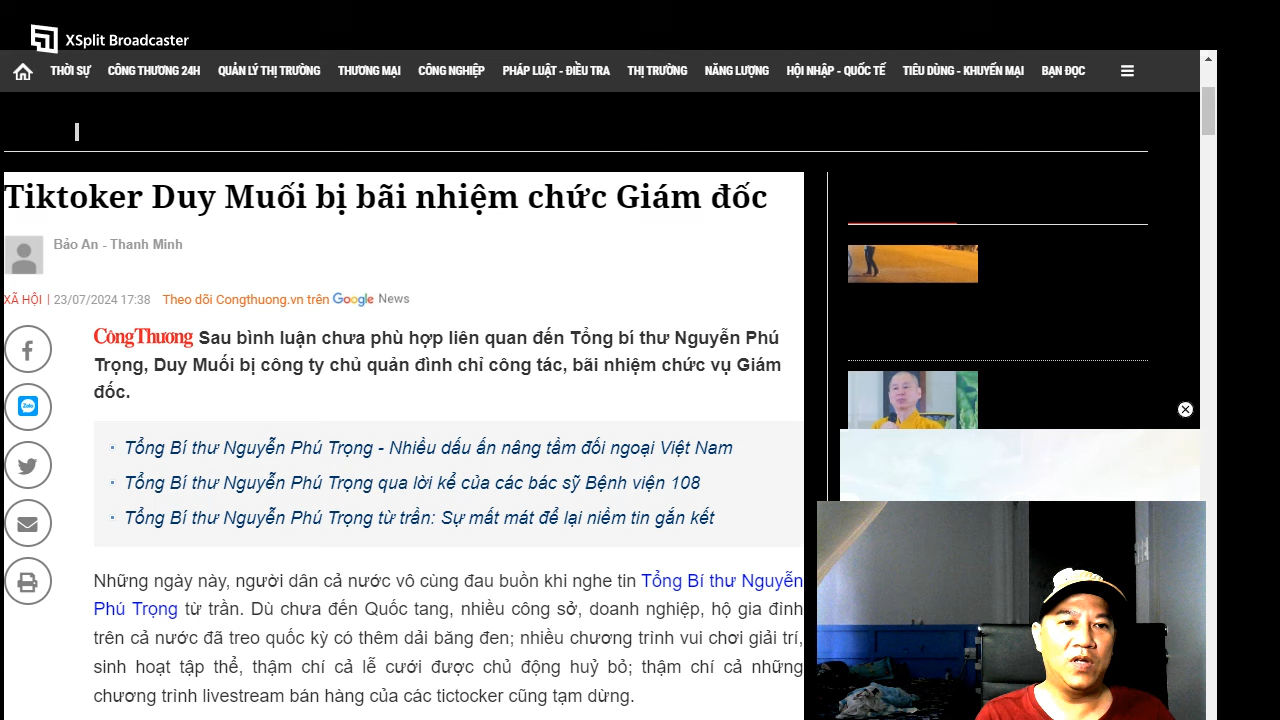 XSplit Broadcaster
THỜI SỰ CÔNG THƯƠNG 24H QUẢN LÝ THỊ TRƯỜNG THƯƠNG MẠI CÔNG NGHIỆP PHÁP LUẬT - ĐIỀU TRA THỊ TRƯỜNG NĂNG LƯỢNG HỘI NHẬP - QUỐC TẾ TIÊU DÙNG - KHUYẾN MẠI BẠN ĐỌC
Tiktoker Duy Muối bị bãi nhiệm chức Giám đốc
Bảo An - Thanh Minh
XÃ HỘI | 23/07/2024 17:38 Theo dõi Congthuong.vn trên Google News
CôngThương Sau bình luận chưa phù hợp liên quan đến Tổng bí thư Nguyễn Phú
Trọng, Duy Muối bị công ty chủ quản đình chỉ công tác, bãi nhiệm chức vụ Giám
đốc.
Tổng Bí thư Nguyễn Phú Trọng - Nhiều dấu ấn nâng tầm đối ngoại Việt Nam
Zalo
Tổng Bí thư Nguyễn Phú Trọng qua lời kể của các bác sỹ Bệnh viện 108
Tổng Bí thư Nguyễn Phú Trọng từ trần: Sự mất mát để lại niềm tin gắn kết
Những ngày này, người dân cả nước vô cùng đau buồn khi nghe tin Tổng Bí thư Nguyễn
Phú Trọng từ trần. Dù chưa đến Quốc tang, nhiều công sở, doanh nghiệp, hộ gia đình
trên cả nước đã treo quốc kỳ có thêm dải băng đen; nhiều chương trình vui chơi giải trí,
sinh hoạt tập thể, thậm chí cả lễ cưới được chủ động huỷ bỏ; thậm chí cả những
chương trình livestream bán hàng của các tictocker cũng tạm dừng.